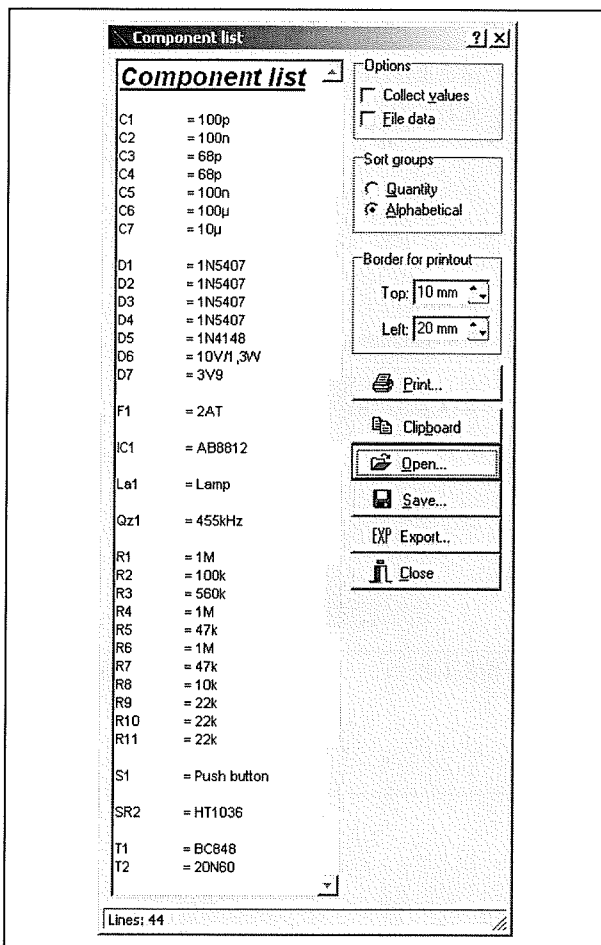 Component list
Component list
C1 = 100p
C2 = 100n
C3 = 68p
C4 = 68p
C5 = 100n
C6 = 100µ
C7 = 10µ
D1 = 1N5407
D2 = 1N5407
D3 = 1N5407
D4 = 1N5407
D5 = 1N4148
D6 = 10V/1,3W
D7 = 3V9
F1 = 2AT
IC1 = AB8812
La1 = Lamp
Qz1 = 455kHz
R1 = 1M
R2 = 100k
R3 = 560k
R4 = 1M
R5 = 47k
R6 = 1M
R7 = 47k
R8 = 10k
R9 = 22k
R10 = 22k
R11 = 22k
S1 = Push button
SR2 = HT1036
T1 = BC848
T2 = 20N60
Options
Collect values
File data
Sort groups
Quantity
Alphabetical
Border for printout
Top: 10 mm
Left: 20 mm
Print...
Clipboard
Open...
Save...
EXP Export...
Close
Lines: 44